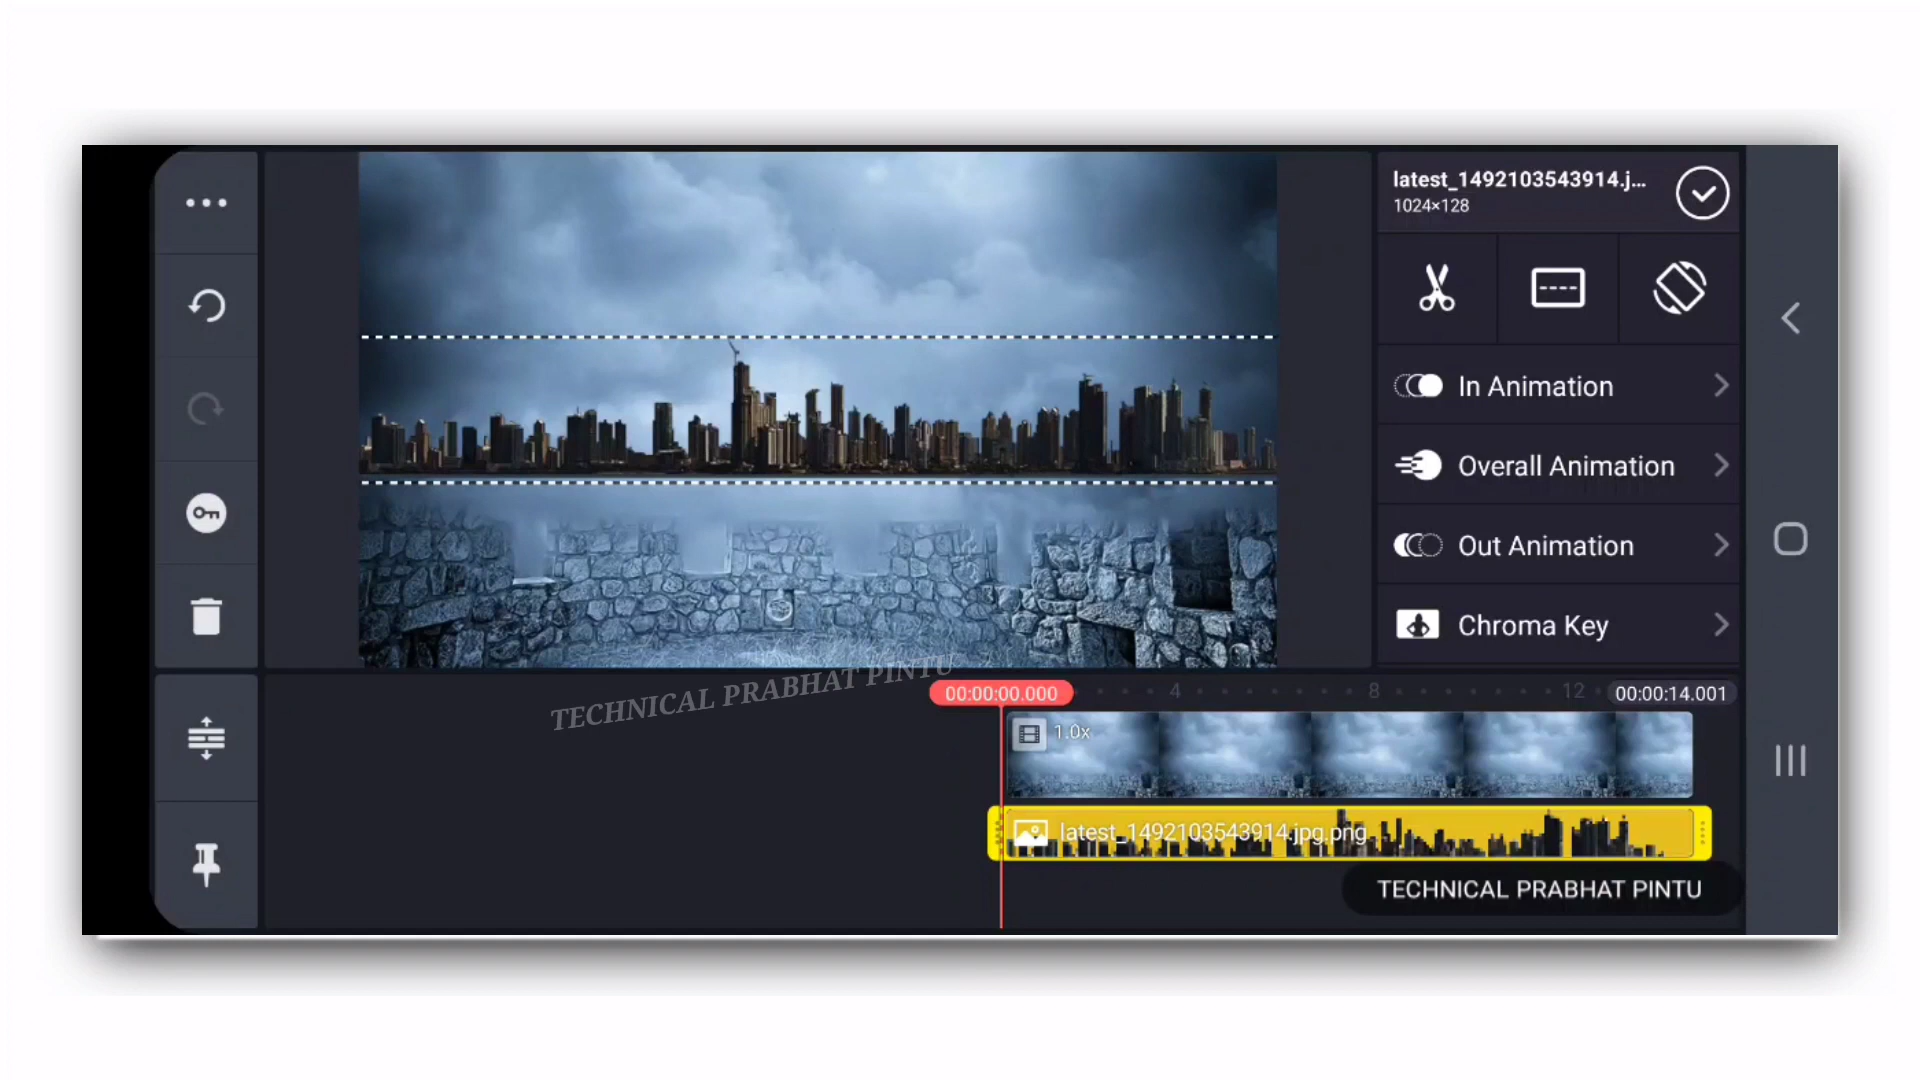 latest_1492103543914.j...
1024×128
In Animation
Overall Animation
Out Animation
Chroma Key
TECHNICAL PRABHAT PINTU
00:00:00.000
4
8
12
00:00:14.001
1.0x
latest_1492103543914.jpg.png
TECHNICAL PRABHAT PINTU